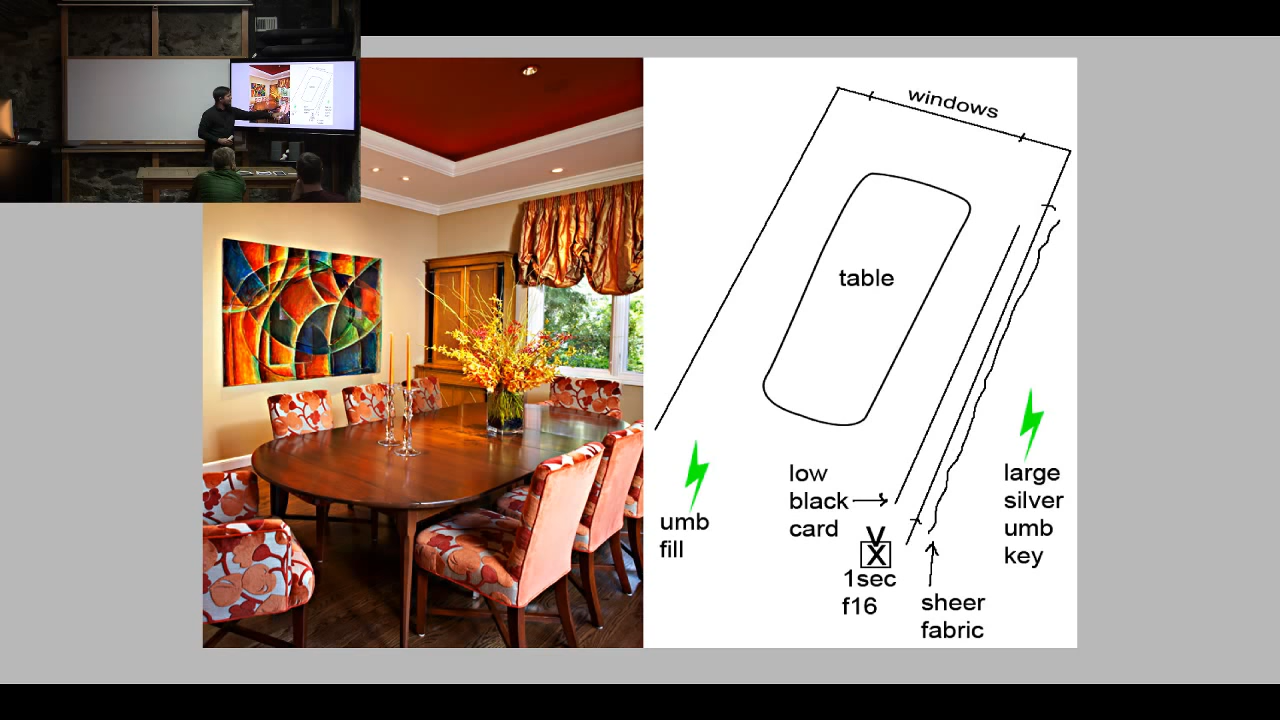 windows
table
low
black
card
large
silver
umb
key
umb
fill
V
X
1sec
f16
sheer
fabric